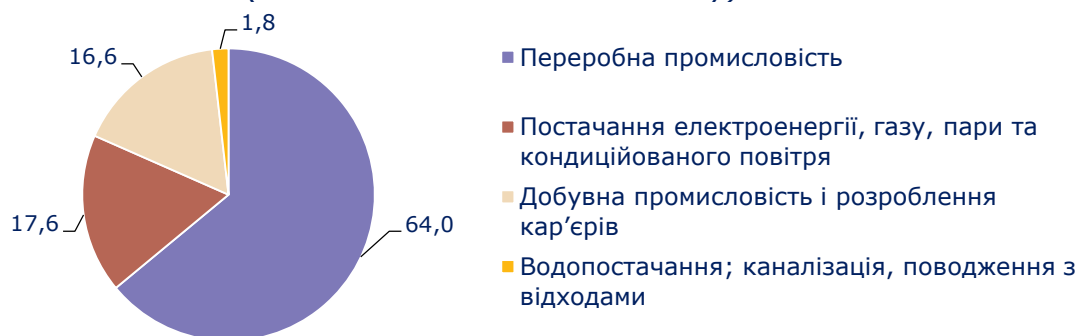 1,8
16,6
17,6
64,0
Переробна промисловість
Постачання електроенергії, газу, пари та
кондиційованого повітря
Добувна промисловість і розроблення
кар’єрів
Водопостачання; каналізація, поводження з
відходами